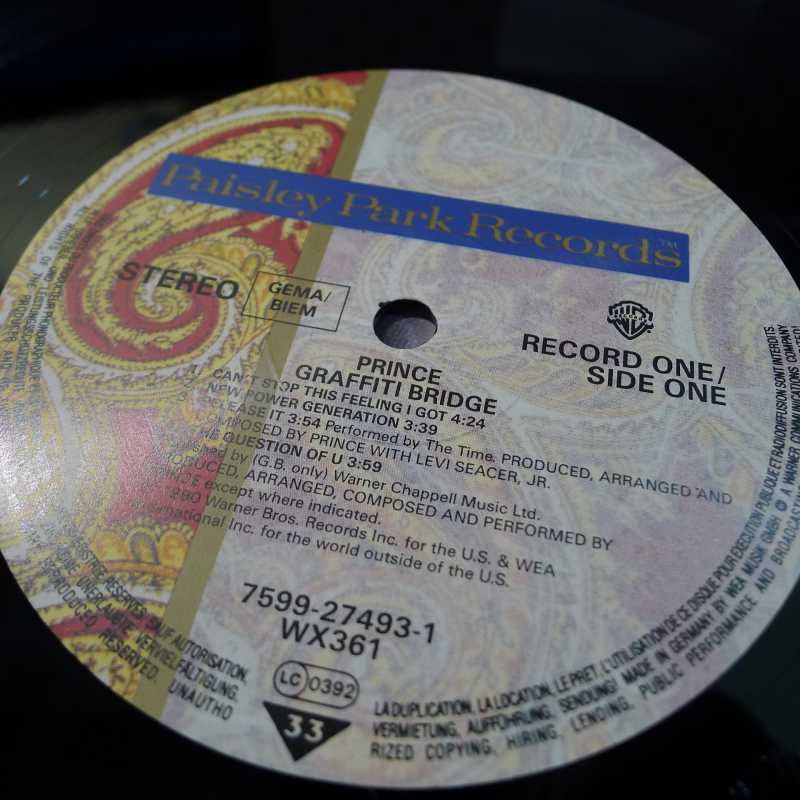 Paisley Park Records™
STEREO
GEMA/
BIEM
RECORD ONE/
SIDE ONE
PRINCE
GRAFFITI BRIDGE
CAN'T STOP THIS FEELING I GOT 4:24
NEW POWER GENERATION 3:39
RELEASE IT 3:54 Performed by The Time. PRODUCED, ARRANGED AND
COMPOSED BY PRINCE WITH LEVI SEACER, JR.
QUESTION OF U 3:59
by (G.B. only) Warner Chappell Music Ltd.
PRODUCED, ARRANGED, COMPOSED AND PERFORMED BY
except where indicated.
1990 Warner Bros. Records Inc. for the U.S. & WEA
International Inc. for the world outside of the U.S.
7599-27493-1
WX361
LC 0392
33
RESERVES. SAUF AUTORISATION. LA DUPLICATION, LA LOCATION, LE PRET, L'UTILISATION DE CE DISQUE POUR EXECUTION PUBLIQUE ET RADIODIFFUSION SONT INTERDITS
UNERLAUBTE VERVIELFÄLTIGUNG, VERMIETUNG, AUFFÜHRUNG, SENDUNG! MADE IN GERMANY BY WEA MUSIK GMBH A WARNER COMMUNICATIONS COMPANY
RESERVED. UNAUTHORIZED COPYING, HIRING, LENDING, PUBLIC PERFORMANCE AND BROADCASTING